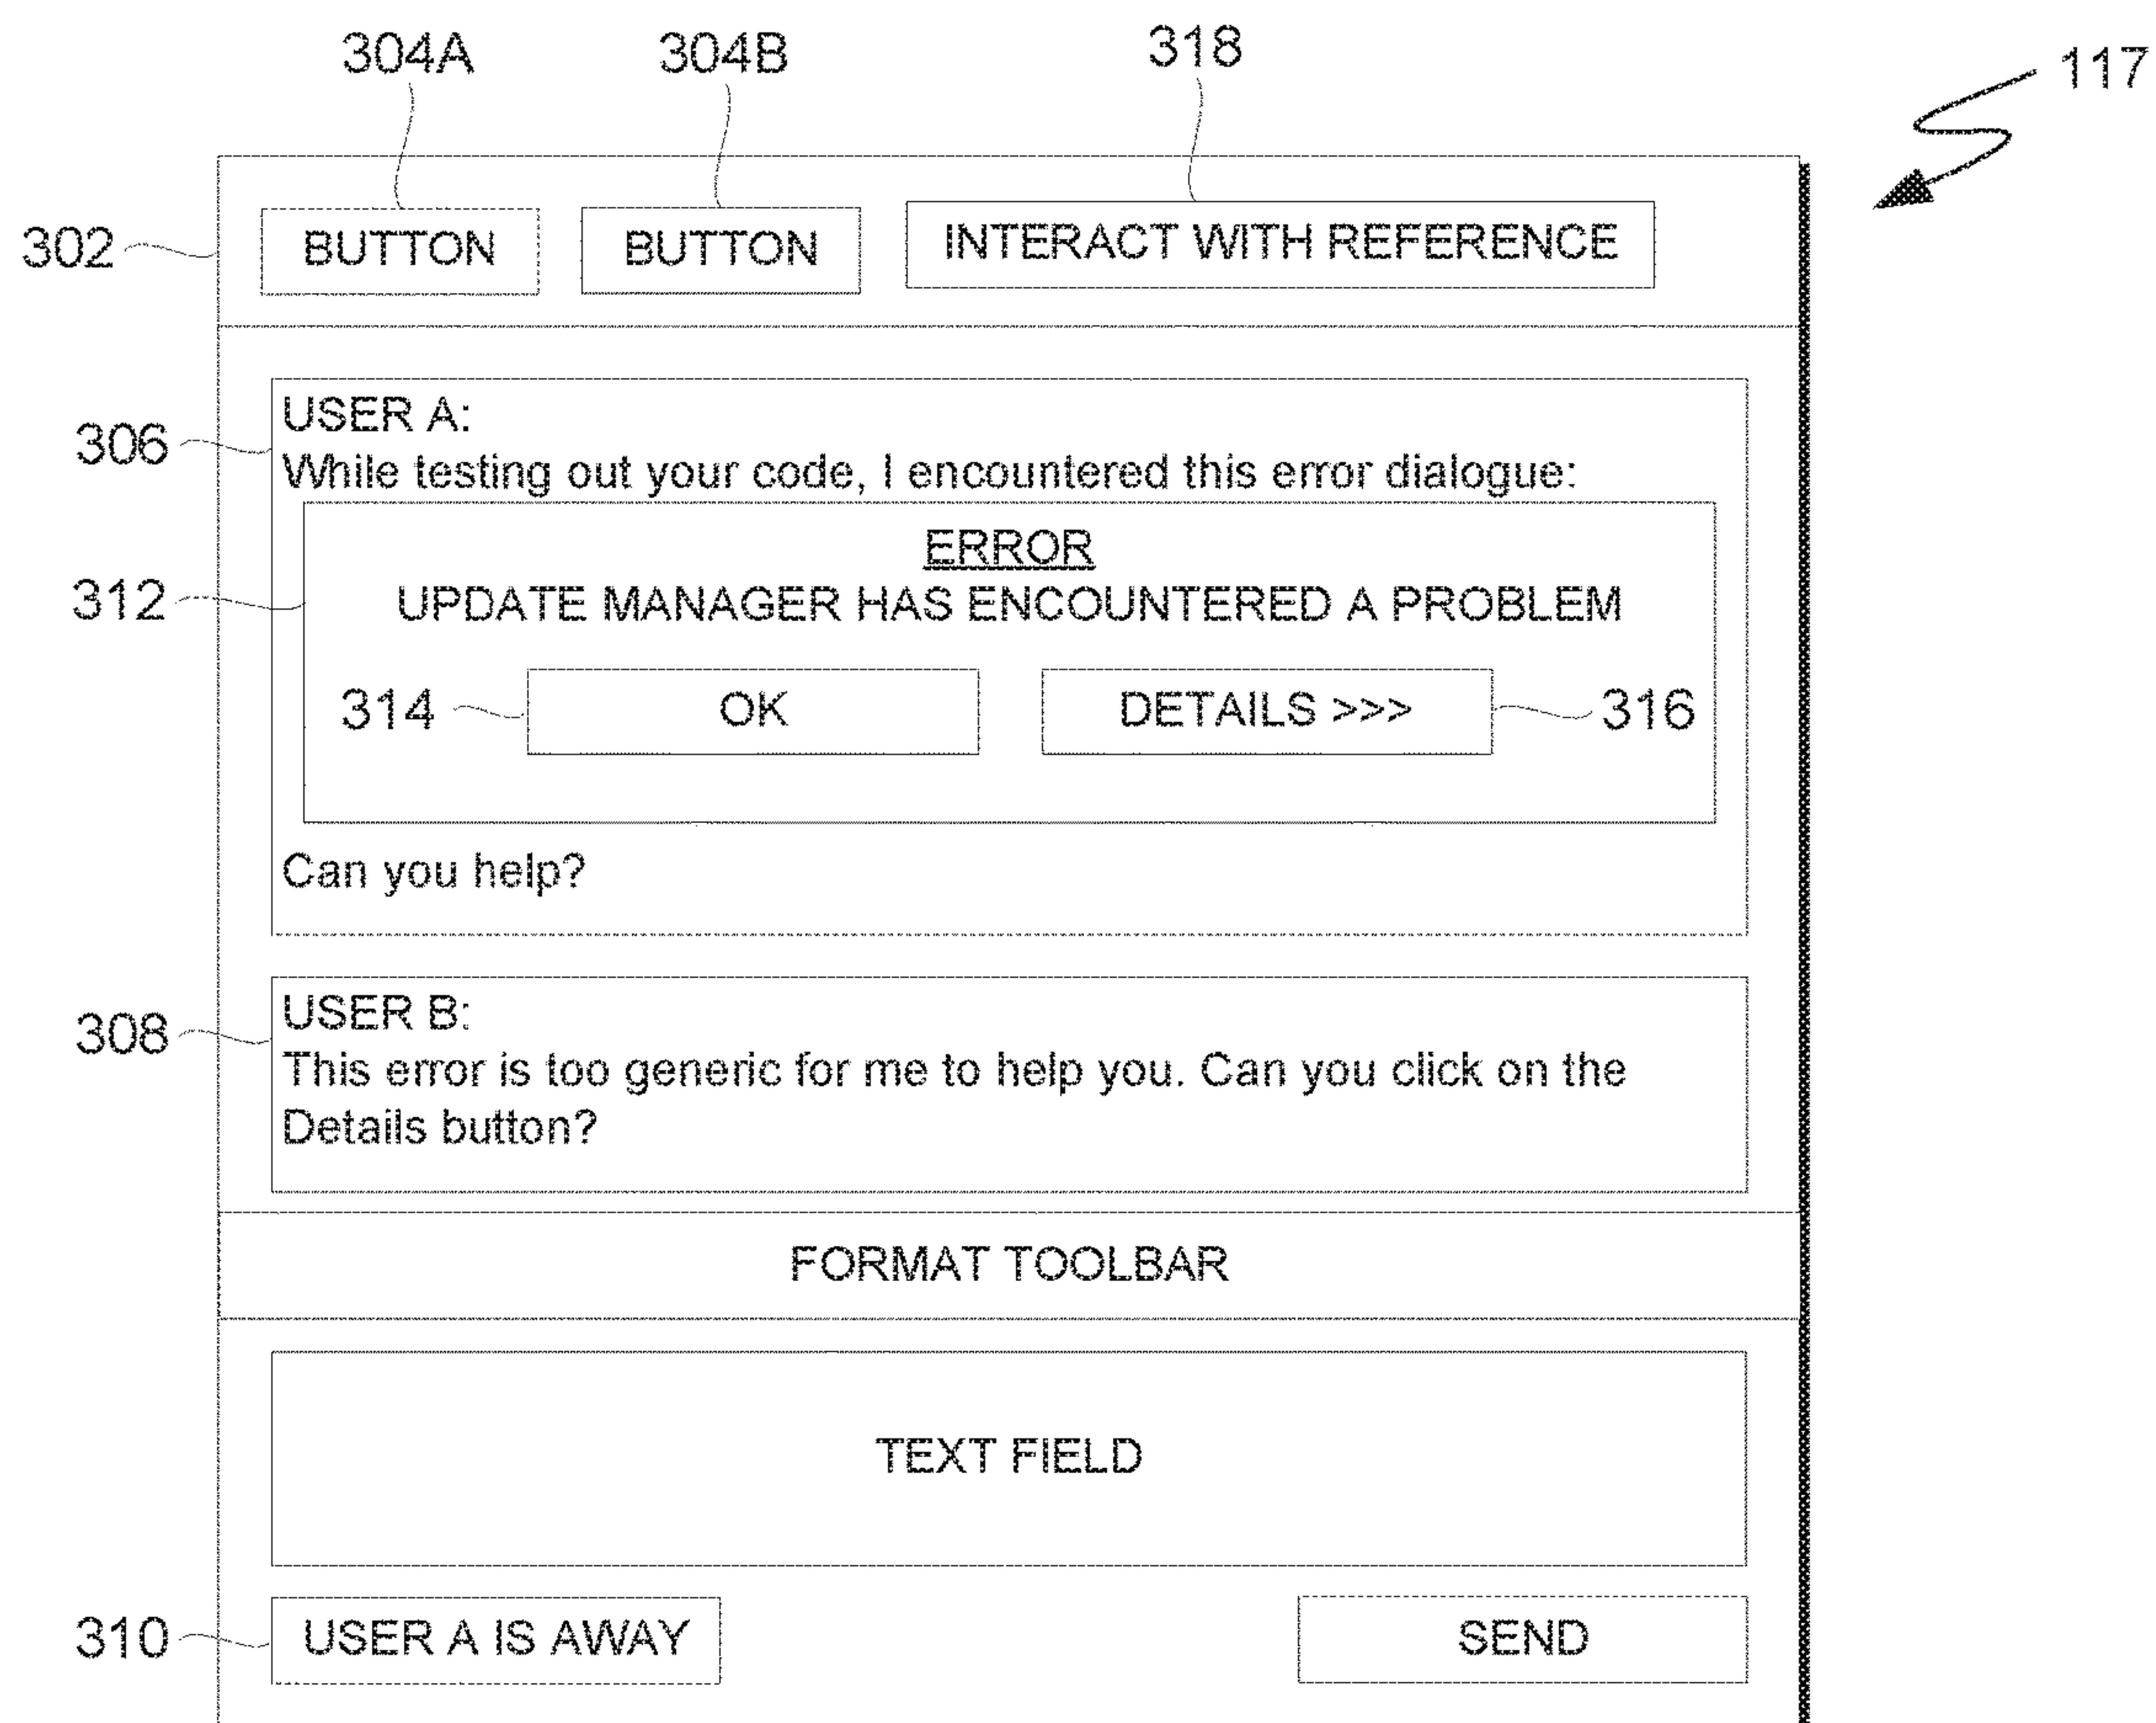 304A 304B 318 117
302 BUTTON BUTTON INTERACT WITH REFERENCE
USER A:
306
While testing out your code, I encountered this error dialogue:
ERROR
312 UPDATE MANAGER HAS ENCOUNTERED A PROBLEM
314 OK DETAILS >>> 316
Can you help?
USER B:
308
This error is too generic for me to help you. Can you click on the
Details button?
FORMAT TOOLBAR
TEXT FIELD
310 USER A IS AWAY SEND